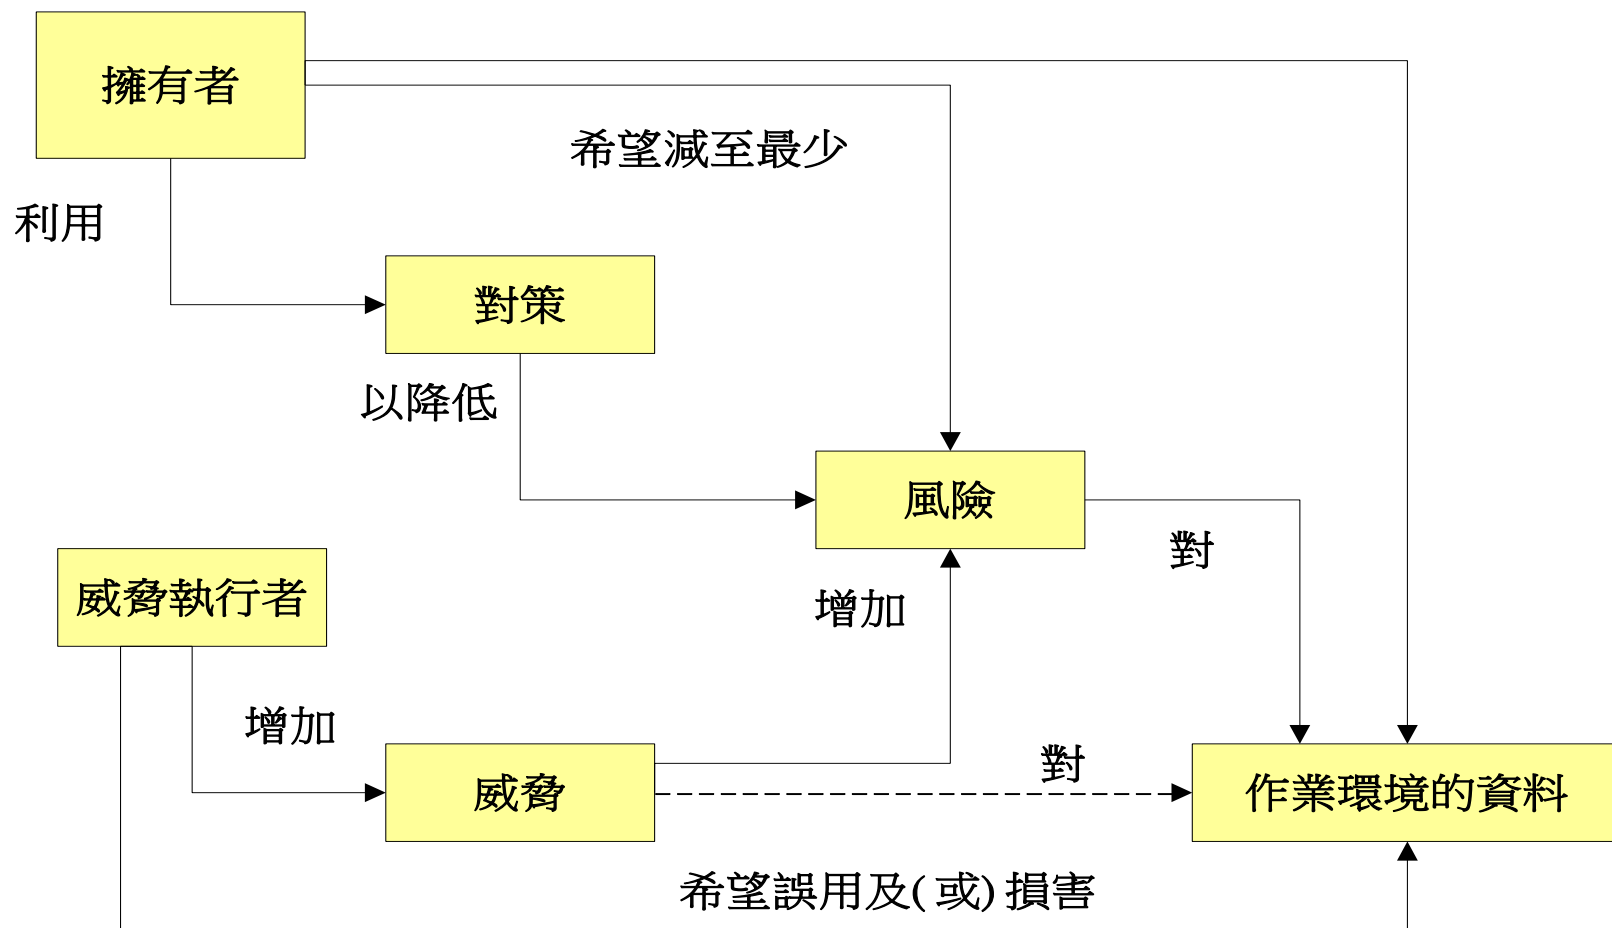 擁有者
希望減至最少
利用
對策
以降低
風險
對
威脅執行者
增加
增加
威脅
對
作業環境的資料
希望誤用及(或)損害